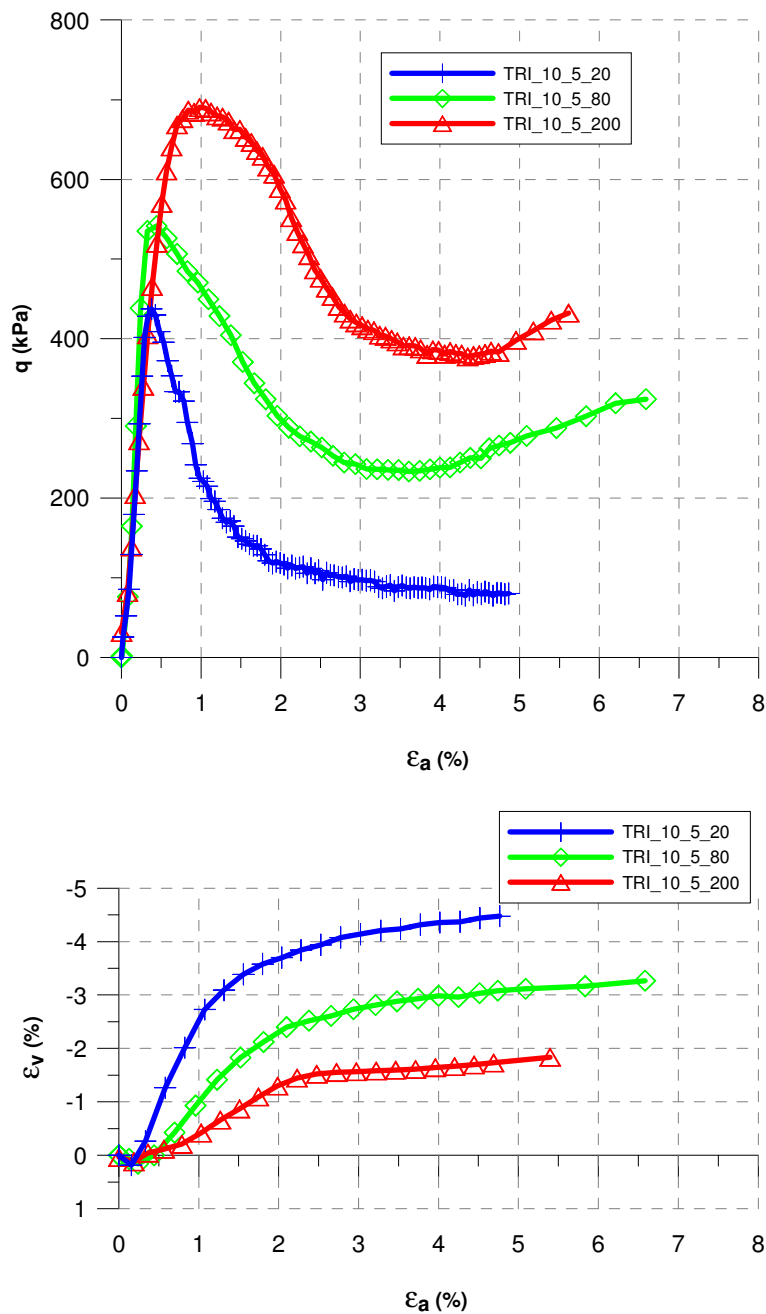 800
600
400
200
0
q (kPa)
TRI_10_5_20
TRI_10_5_80
TRI_10_5_200
0 1 2 3 4 5 6 7 8
εa (%)
TRI_10_5_20
TRI_10_5_80
TRI_10_5_200
-5
-4
-3
-2
-1
0
1
εv (%)
0 1 2 3 4 5 6 7 8
εa (%)